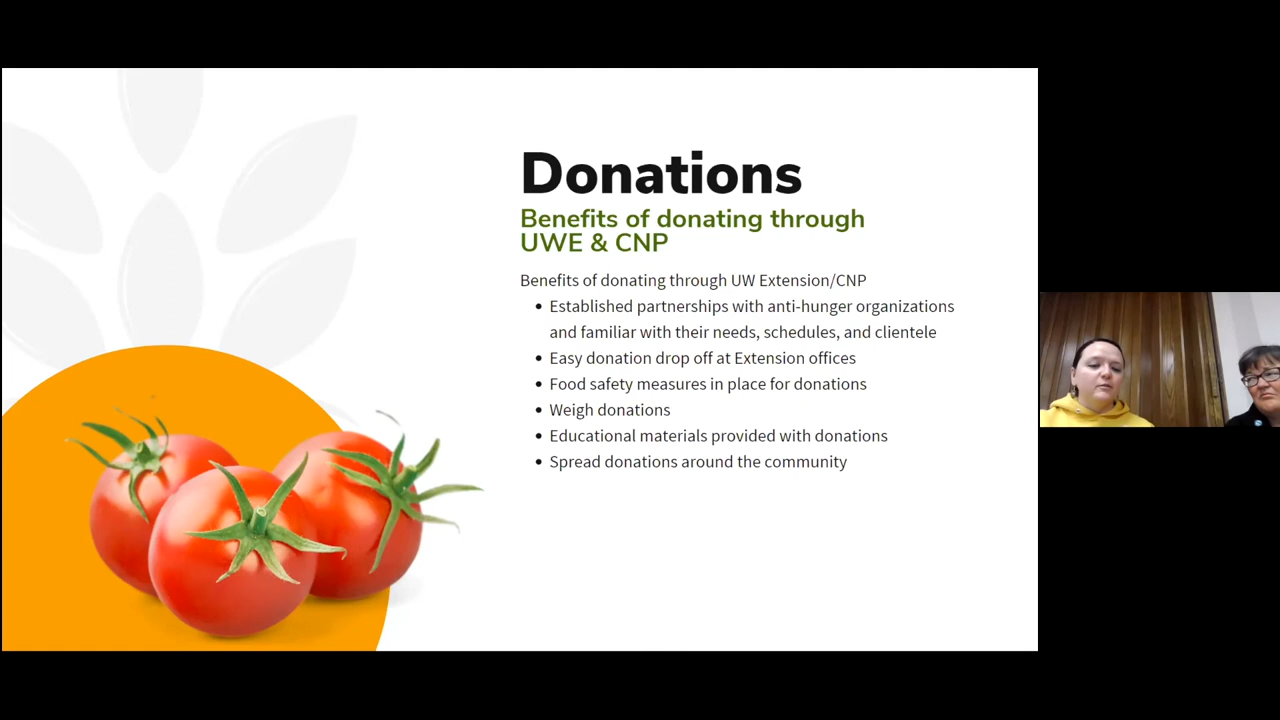 Donations
Benefits of donating through
UWE & CNP
Benefits of donating through UW Extension/CNP
• Established partnerships with anti-hunger organizations
and familiar with their needs, schedules, and clientele
• Easy donation drop off at Extension offices
• Food safety measures in place for donations
• Weigh donations
• Educational materials provided with donations
• Spread donations around the community